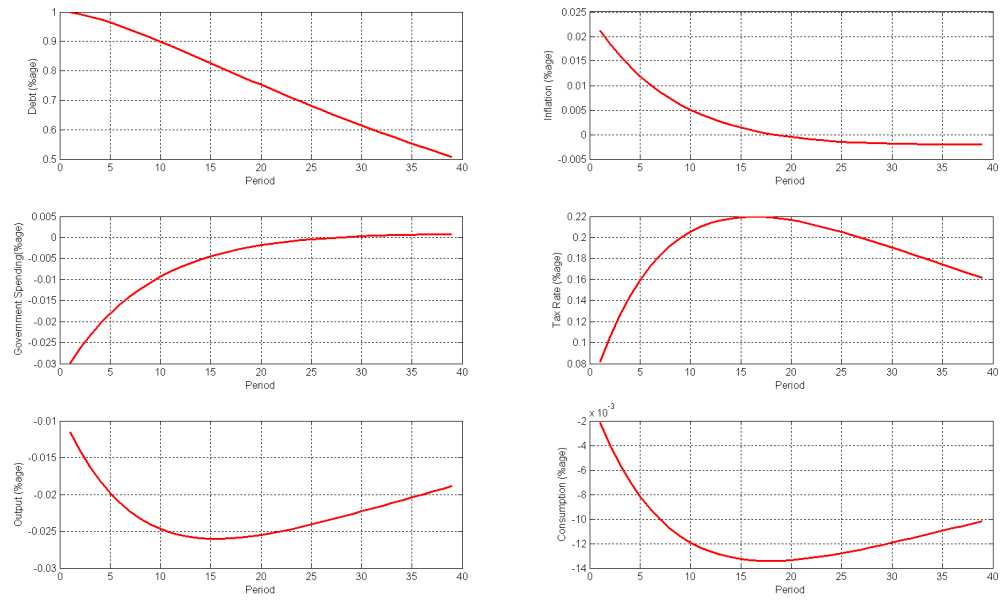 1
0.9
0.8
0.7
0.6
0.5
Debt (%age)
0 5 10 15 20 25 30 35 40
Period
0.025
0.02
0.015
0.01
0.005
0
-0.005
Inflation (%age)
0 5 10 15 20 25 30 35 40
Period
0.005
0
-0.005
-0.01
-0.015
-0.02
-0.025
-0.03
Government Spending(%age)
0 5 10 15 20 25 30 35 40
Period
0.22
0.2
0.18
0.16
0.14
0.12
0.1
0.08
Tax Rate (%age)
0 5 10 15 20 25 30 35 40
Period
-0.01
-0.01
-0.02
-0.025
-0.03
Output (%age)
0 5 10 15 20 25 30 35 40
Period
x 10-3
-2
-4
-6
-8
-10
-12
-14
Consumption (%age)
0 5 10 15 20 25 30 35 40
Period